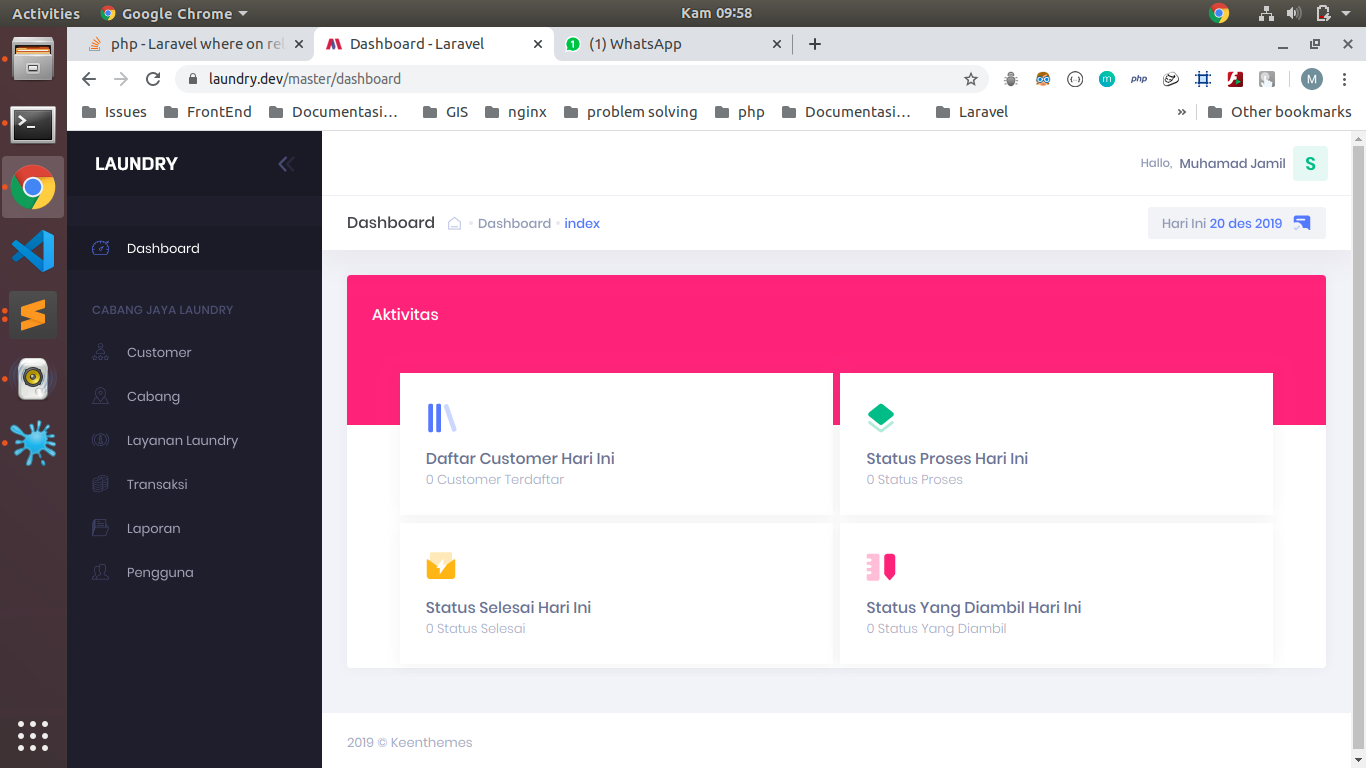 Activities Google Chrome Kam 09:58
php - Laravel where on rel Dashboard - Laravel (1) WhatsApp
laundry.dev/master/dashboard M
Issues FrontEnd Documentasi... GIS nginx problem solving php Documentasi... Laravel » Other bookmarks
LAUNDRY
Hallo, Muhamad Jamil S
Dashboard Dashboard index
Hari Ini 20 des 2019
Dashboard
CABANG JAYA LAUNDRY
Customer
Cabang
Layanan Laundry
Transaksi
Laporan
Pengguna
Aktivitas
Daftar Customer Hari Ini
0 Customer Terdaftar
Status Proses Hari Ini
0 Status Proses
Status Selesai Hari Ini
0 Status Selesai
Status Yang Diambil Hari Ini
0 Status Yang Diambil
2019 © Keenthemes